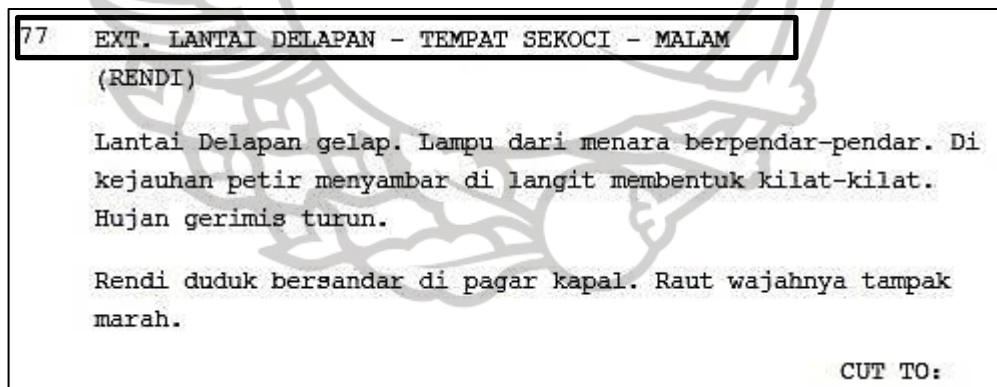 77 EXT. LANTAI DELAPAN – TEMPAT SEKOCI – MALAM
(RENDI)
Lantai Delapan gelap. Lampu dari menara berpendar-pendar. Di
kejauhan petir menyambar di langit membentuk kilat-kilat.
Hujan gerimis turun.
Rendi duduk bersandar di pagar kapal. Raut wajahnya tampak
marah.
CUT TO: